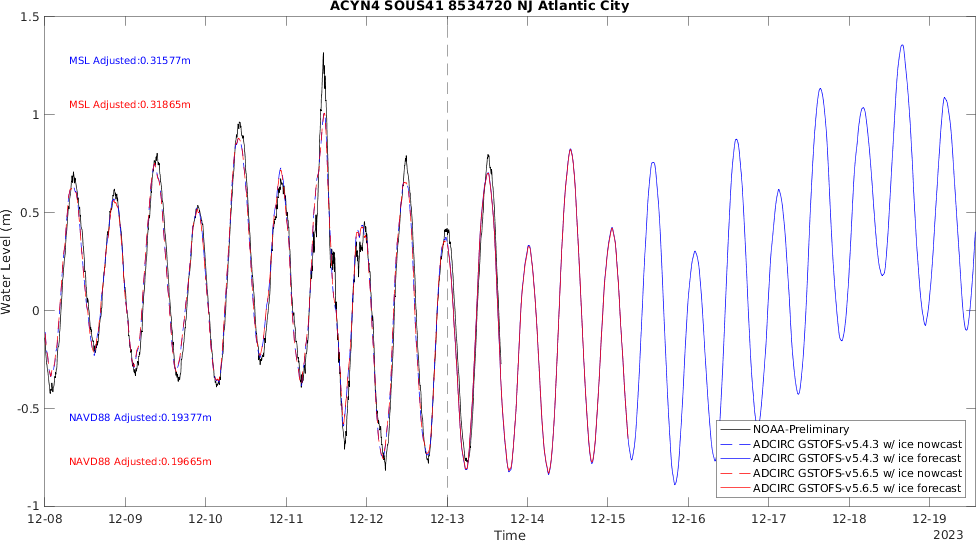 ACYN4 SOUS41 8534720 NJ Atlantic City
1.5
1
0.5
0
-0.5
-1
Water Level (m)
MSL Adjusted:0.31577m
MSL Adjusted:0.31865m
NAVD88 Adjusted:0.19377m
NAVD88 Adjusted:0.19665m
NOAA-Preliminary
ADCIRC GSTOFS-v5.4.3 w/ ice nowcast
ADCIRC GSTOFS-v5.4.3 w/ ice forecast
ADCIRC GSTOFS-v5.6.5 w/ ice nowcast
ADCIRC GSTOFS-v5.6.5 w/ ice forecast
12-08 12-09 12-10 12-11 12-12 12-13 12-14 12-15 12-16 12-17 12-18 12-19
Time
2023